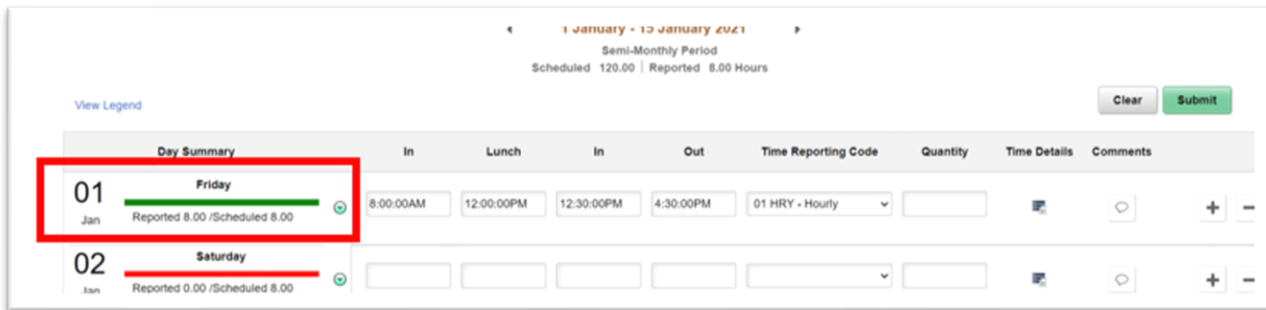 1 January - 15 January 2021
Semi-Monthly Period
Scheduled 120.00 | Reported 8.00 Hours
View Legend
Clear Submit
Day Summary In Lunch In Out Time Reporting Code Quantity Time Details Comments
Friday
01 8:00:00AM 12:00:00PM 12:30:00PM 4:30:00PM 01 HRY - Hourly
Jan Reported 8.00 /Scheduled 8.00
Saturday
02
Jan Reported 0.00 /Scheduled 8.00